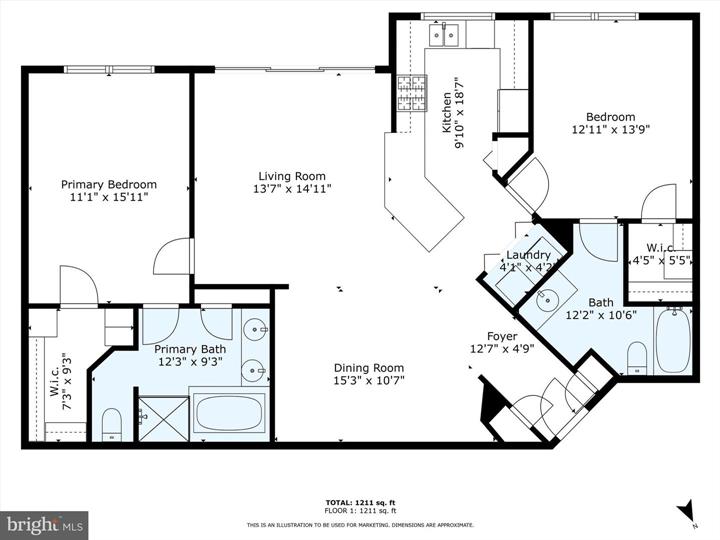 Primary Bedroom
11'1" x 15'11"
Living Room
13'7" x 14'11"
Kitchen
9'10" x 18'7"
Bedroom
12'11" x 13'9"
Laundry
4'1" x 4'2"
W.i.c.
4'5" x 5'5"
Bath
12'2" x 10'6"
W.i.c.
7'3" x 9'3"
Primary Bath
12'3" x 9'3"
Dining Room
15'3" x 10'7"
Foyer
12'7" x 4'9"
TOTAL: 1211 sq. ft
FLOOR 1: 1211 sq. ft
THIS IS AN ILLUSTRATION TO BE USED FOR MARKETING. DIMENSIONS ARE APPROXIMATE.
bright MLS
N